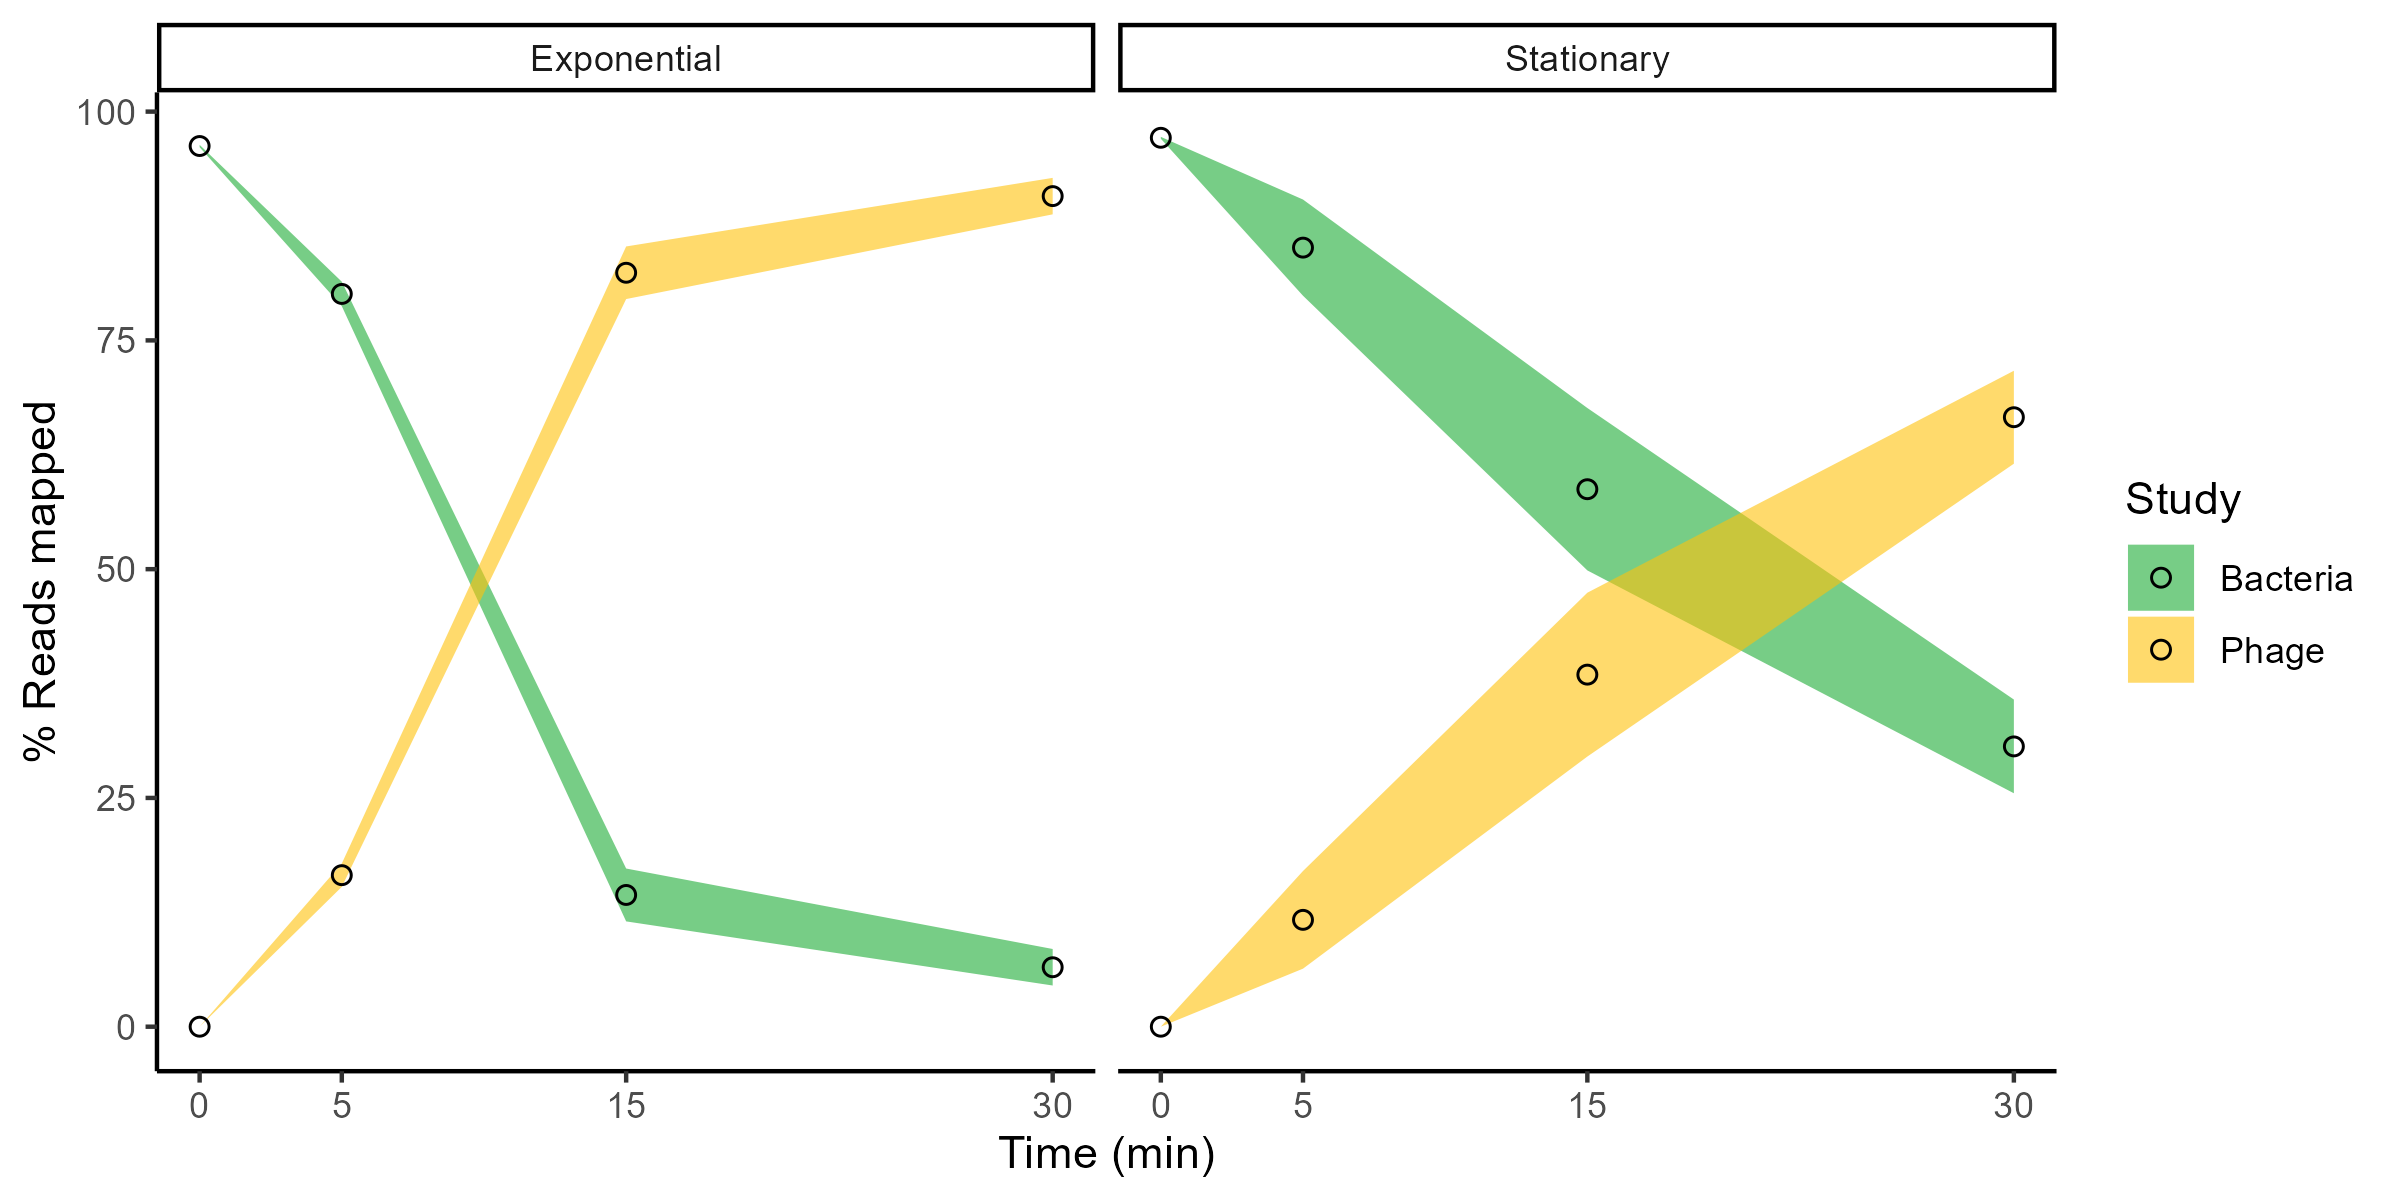 Exponential
Stationary
100
75
50
25
0
% Reads mapped
0 5 15 30
0 5 15 30
Time (min)
Study
Bacteria
Phage